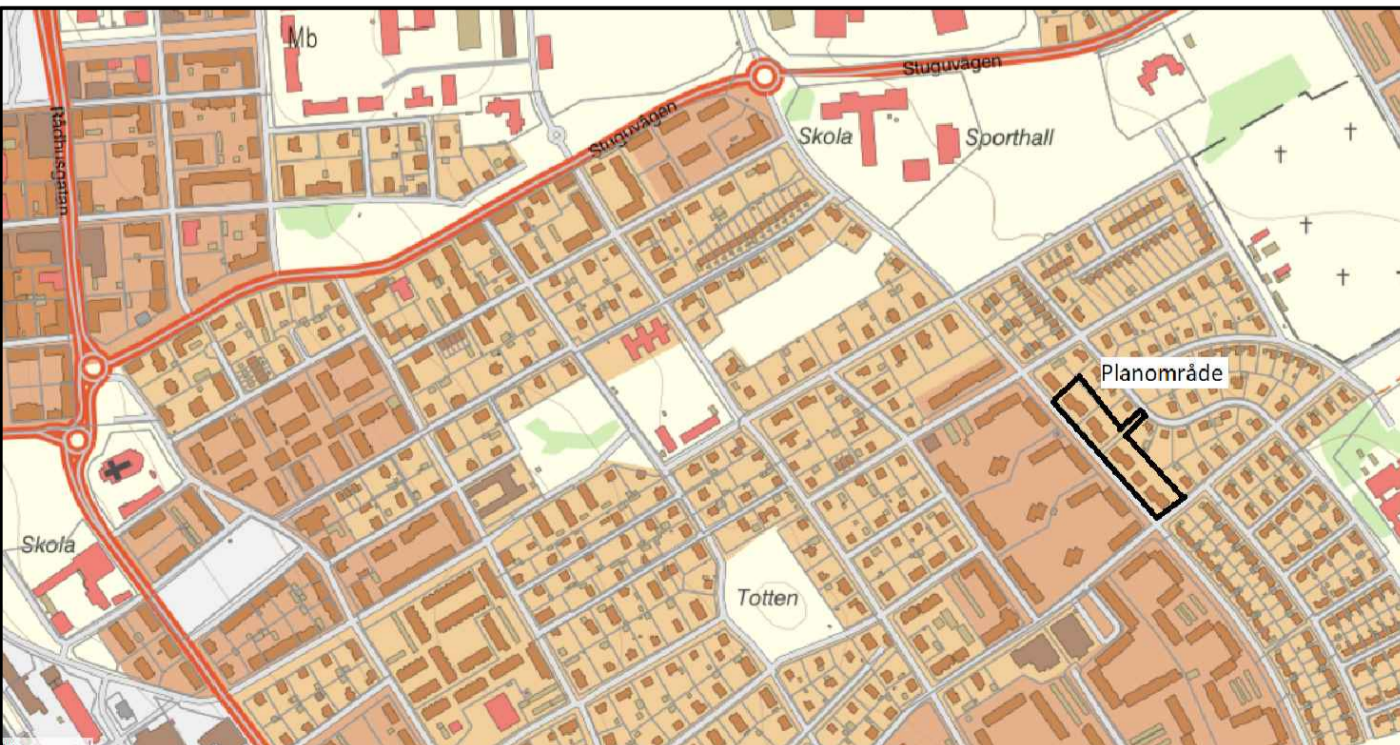 Mb
Rådhusgatan
Stuguvägen
Stuguvägen
Skola
Sporthall
Planområde
Skola
Totten